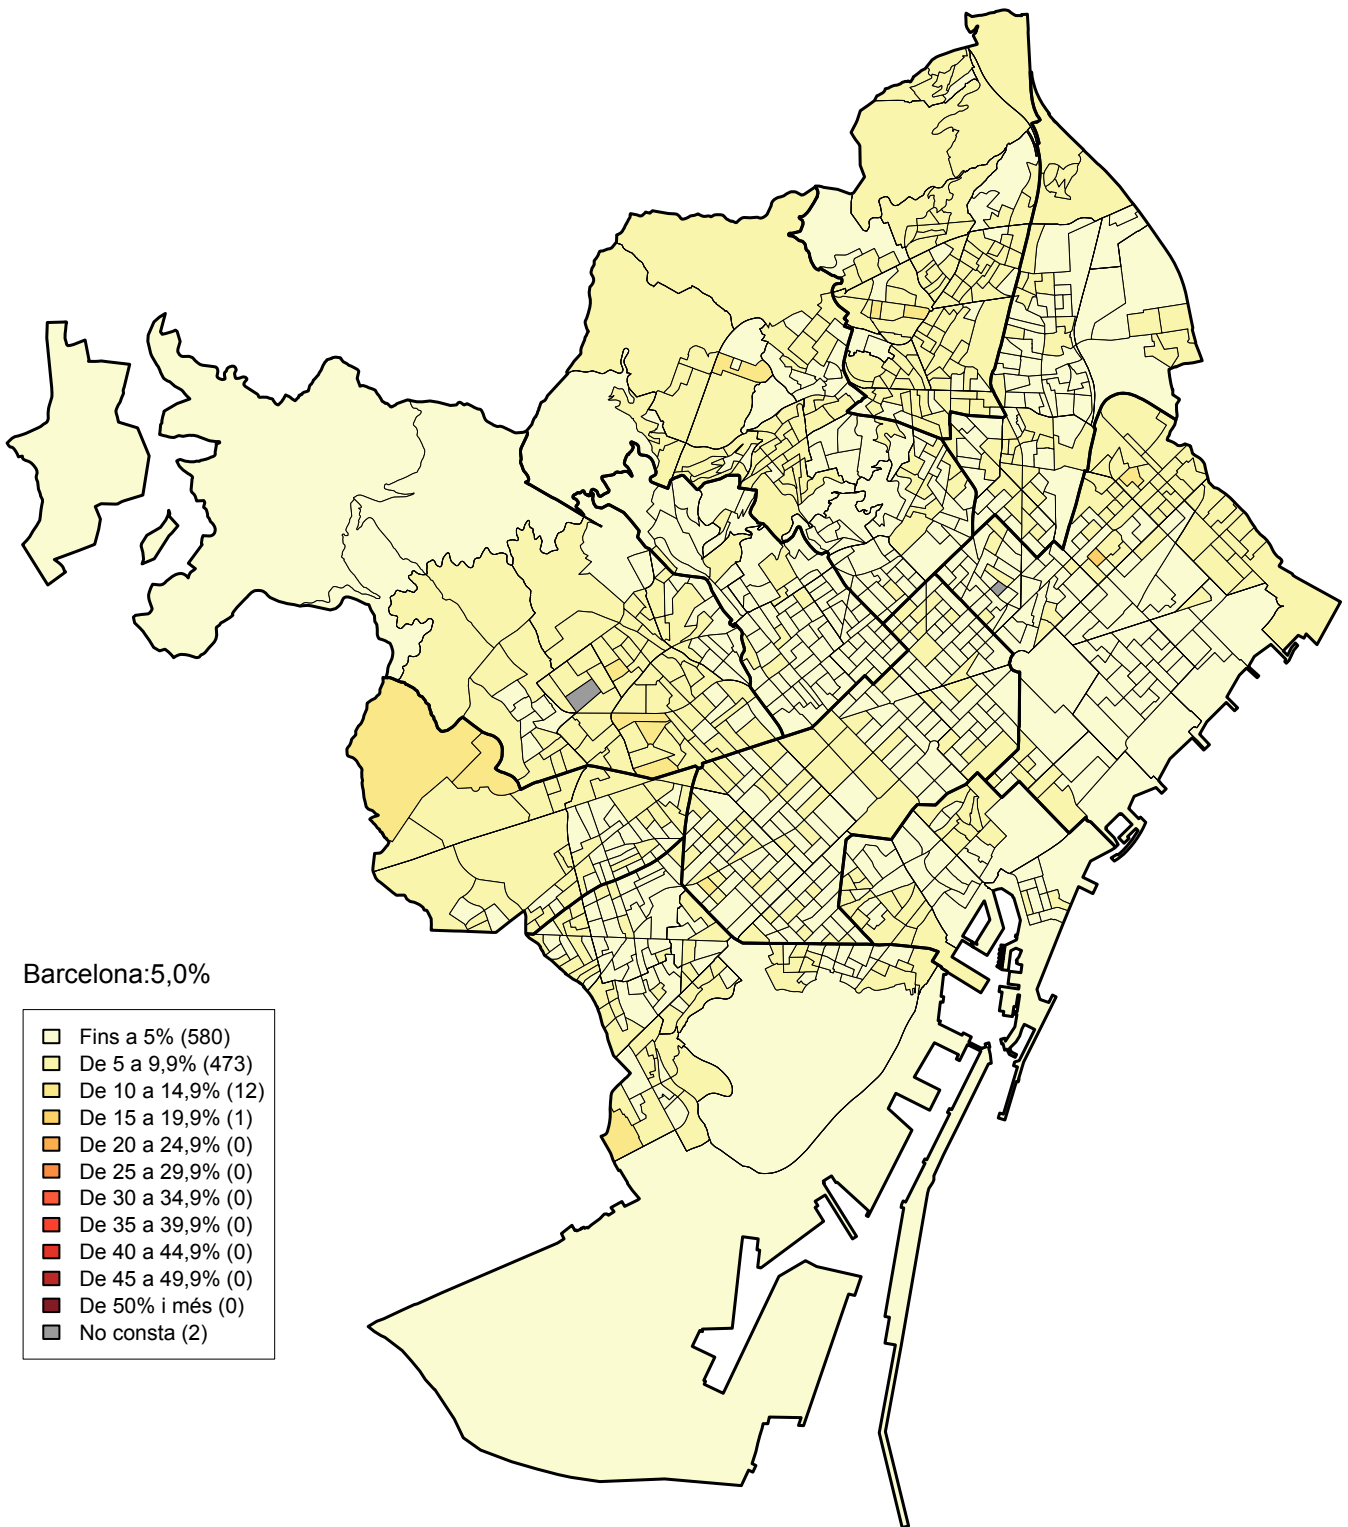 Barcelona:5,0%
Fins a 5% (580)
De 5 a 9,9% (473)
De 10 a 14,9% (12)
De 15 a 19,9% (1)
De 20 a 24,9% (0)
De 25 a 29,9% (0)
De 30 a 34,9% (0)
De 35 a 39,9% (0)
De 40 a 44,9% (0)
De 45 a 49,9% (0)
De 50% i més (0)
No consta (2)